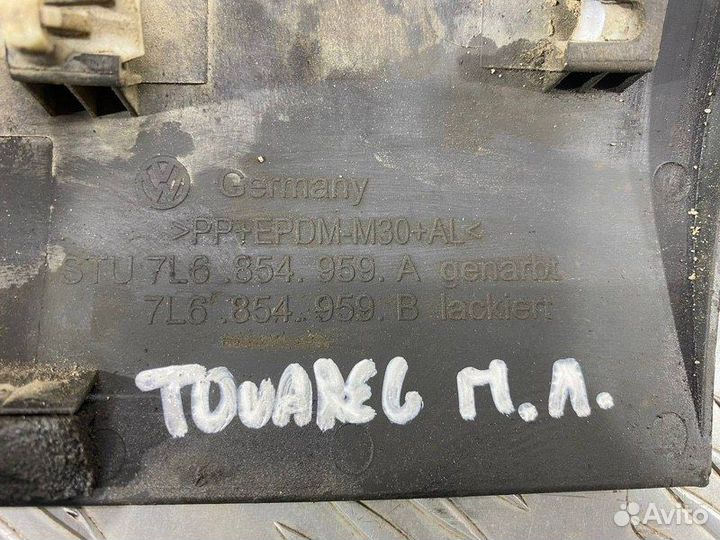 Germany
>PP+EPDM-M30+AL<
STU 7L6 .854. 959. A genarbt
7L6 .854. 959. B lackiert
TOUAREG П.Л.
Avito